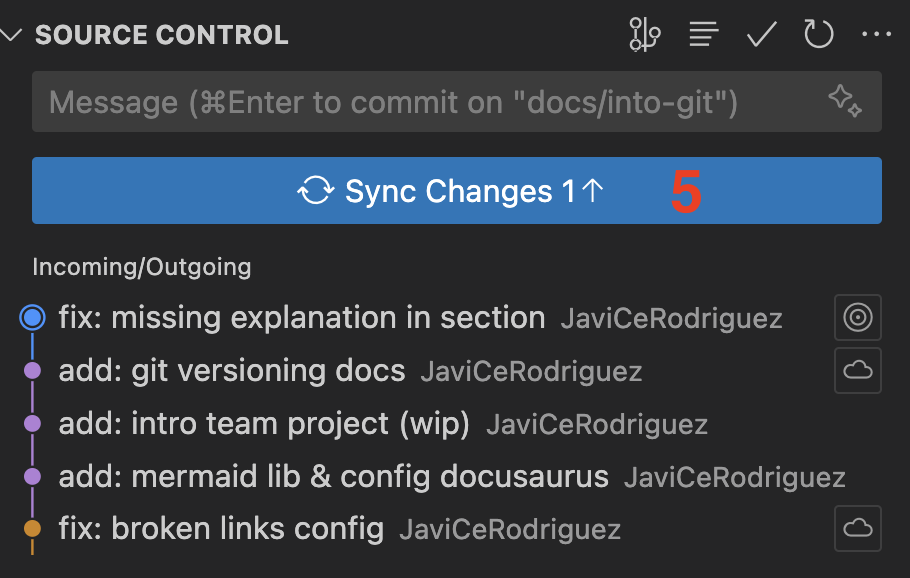 SOURCE CONTROL
Message (⌘Enter to commit on "docs/into-git")
Sync Changes 1↑ 5
Incoming/Outgoing
fix: missing explanation in section JaviCeRodriguez
add: git versioning docs JaviCeRodriguez
add: intro team project (wip) JaviCeRodriguez
add: mermaid lib & config docusaurus JaviCeRodriguez
fix: broken links config JaviCeRodriguez